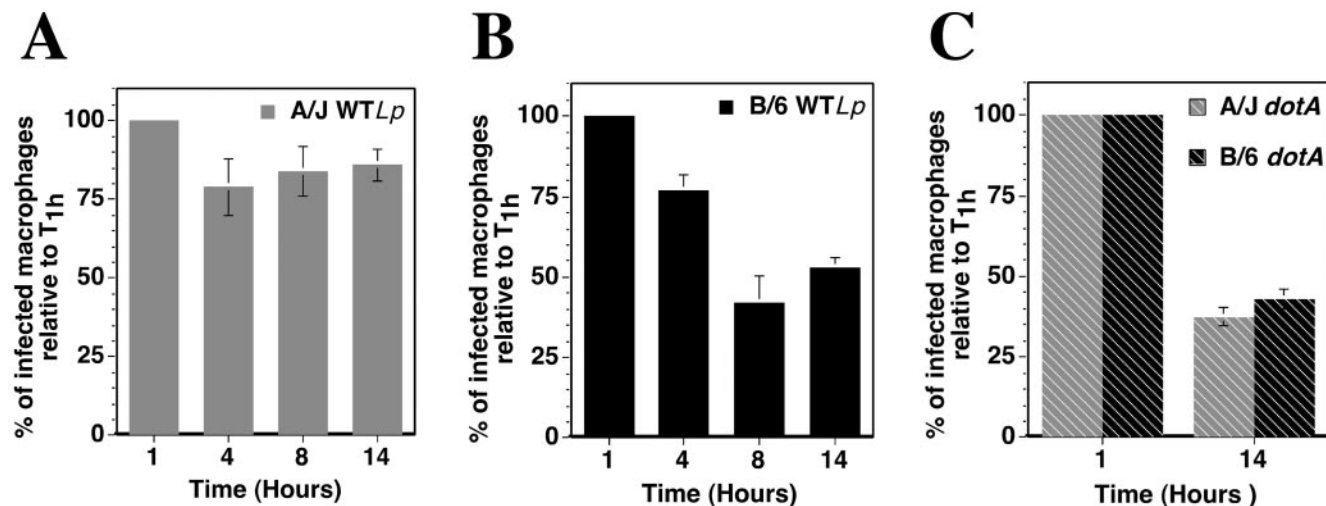 A
% of infected macrophages
relative to T1h
100
75
50
25
0
A/J WTLp
1 4 8 14
Time (Hours)
B
% of infected macrophages
relative to T1h
100
75
50
25
0
B/6 WTLp
1 4 8 14
Time (Hours)
C
% of infected macrophages
relative to T1h
100
75
50
25
0
A/J dotA
B/6 dotA
1 14
Time (Hours )